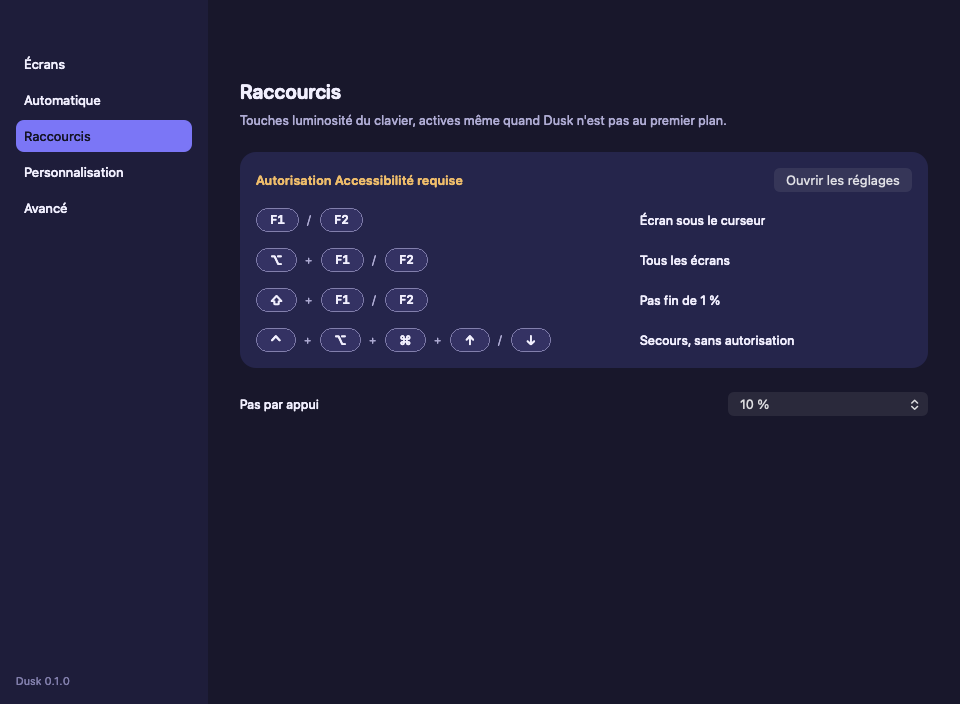 Écrans
Automatique
Raccourcis
Personnalisation
Avancé
Dusk 0.1.0
Raccourcis
Touches luminosité du clavier, actives même quand Dusk n'est pas au premier plan.
Autorisation Accessibilité requise
Ouvrir les réglages
F1 / F2 Écran sous le curseur
⌥ + F1 / F2 Tous les écrans
⇧ + F1 / F2 Pas fin de 1 %
^ + ⌥ + ⌘ + ↑ / ↓ Secours, sans autorisation
Pas par appui 10 %